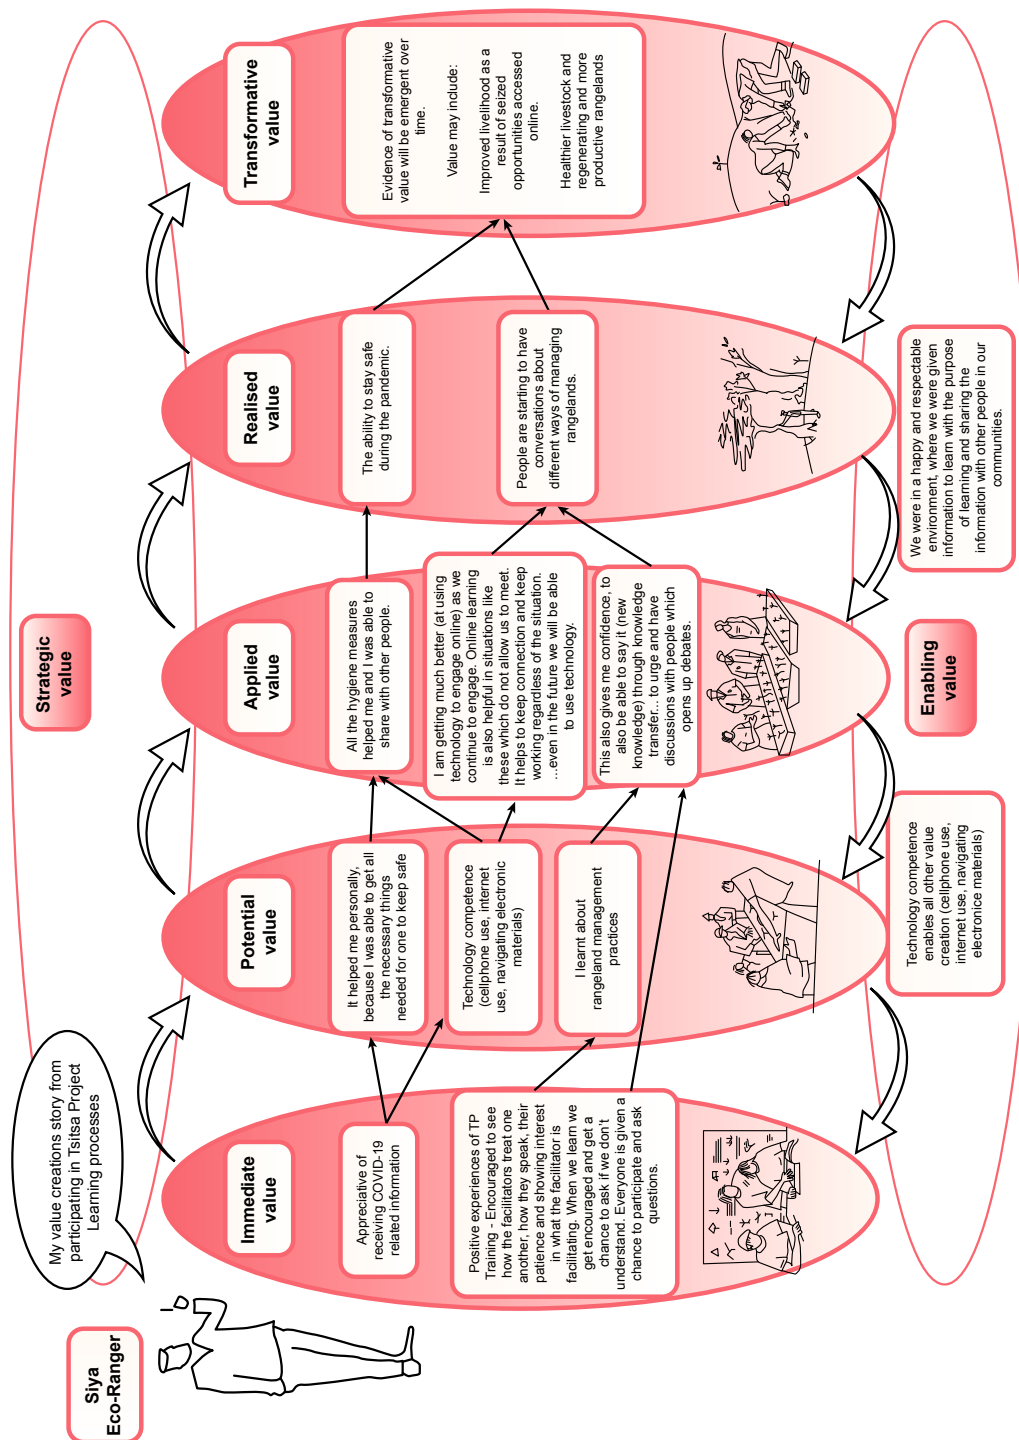 Siya
Eco-Ranger
My value creations story from
participating in Tsitsa Project
Learning processes
Strategic
value
Immediate
value
Appreciative of
receiving COVID-19
related information
Positive experiences of TP
Training - Encouraged to see
how the facilitators treat one
another, how they speak, their
patience and showing interest
in what the facilitator is
facilitating. When we learn we
get encouraged and get a
chance to ask if we don't
understand. Everyone is given a
chance to participate and ask
questions.
Potential
value
It helped me personally,
because I was able to get all
the necessary things
needed for one to keep safe
Technology competence
(cellphone use, internet
use, navigating electronic
materials)
I learnt about
rangeland management
practices
Applied
value
All the hygiene measures
helped me and I was able to
share with other people.
I am getting much better (at using
technology to engage online) as we
continue to engage. Online learning
is also helpful in situations like
these which do not allow us to meet.
It helps to keep connection and keep
working regardless of the situation.
...even in the future we will be able
to use technology.
This also gives me confidence, to
also be able to say it (new
knowledge) through knowledge
transfer... to urge and have
discussions with people which
opens up debates.
Realised
value
The ability to stay safe
during the pandemic.
People are starting to have
conversations about
different ways of managing
rangelands.
Transformative
value
Evidence of transformative
value will be emergent over
time.
Value may include:
Improved livelihood as a
result of seized
opportunities accessed
online.
Healthier livestock and
regenerating and more
productive rangelands
Technology competence
enables all other value
creation (cellphone use,
internet use, navigating
electronice materials)
Enabling
value
We were in a happy and respectable
environment, where we were given
information to learn with the purpose
of learning and sharing the
information with other people in our
communities.